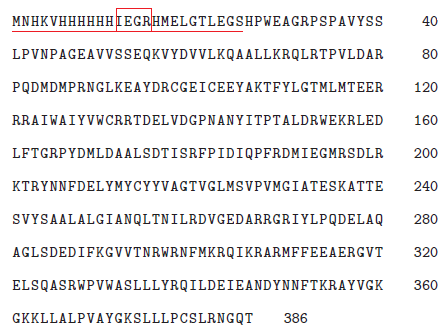 MNHKVHHHHHHIEGRHMELGTLEGSHPWEAGRPSPAVYSS 40
LPVNPAGEAVVSSEQKVYDVVLKQAALLKRQLRTPVLDAR 80
PQDMDMPRNGLKEAYDRCGEICEEYAKTFYLGTMLMTEER 120
RRAIWAIYVWCRRTDELVDGPNANYITPTALDRWEKRLED 160
LFTGRPYDMLDAALSDTISRFPIDIQPFRDMIEGMRSDLR 200
KTRYNNFDELYMYCYYVAGTVGLMSVPVMGIATESKATTE 240
SVYSAALALGIANQLTNILRDVGEDARRGRIYLPQDELAQ 280
AGLSDEDIFKGVVTNRWRNFMKRQIKRARMFFEEAERGVT 320
ELSQASRWPVWASLLLYRQILDEIEANDYNNFTKRAYVGK 360
GKKLLALPVAYGKSLLLPCSLRNGQT 386